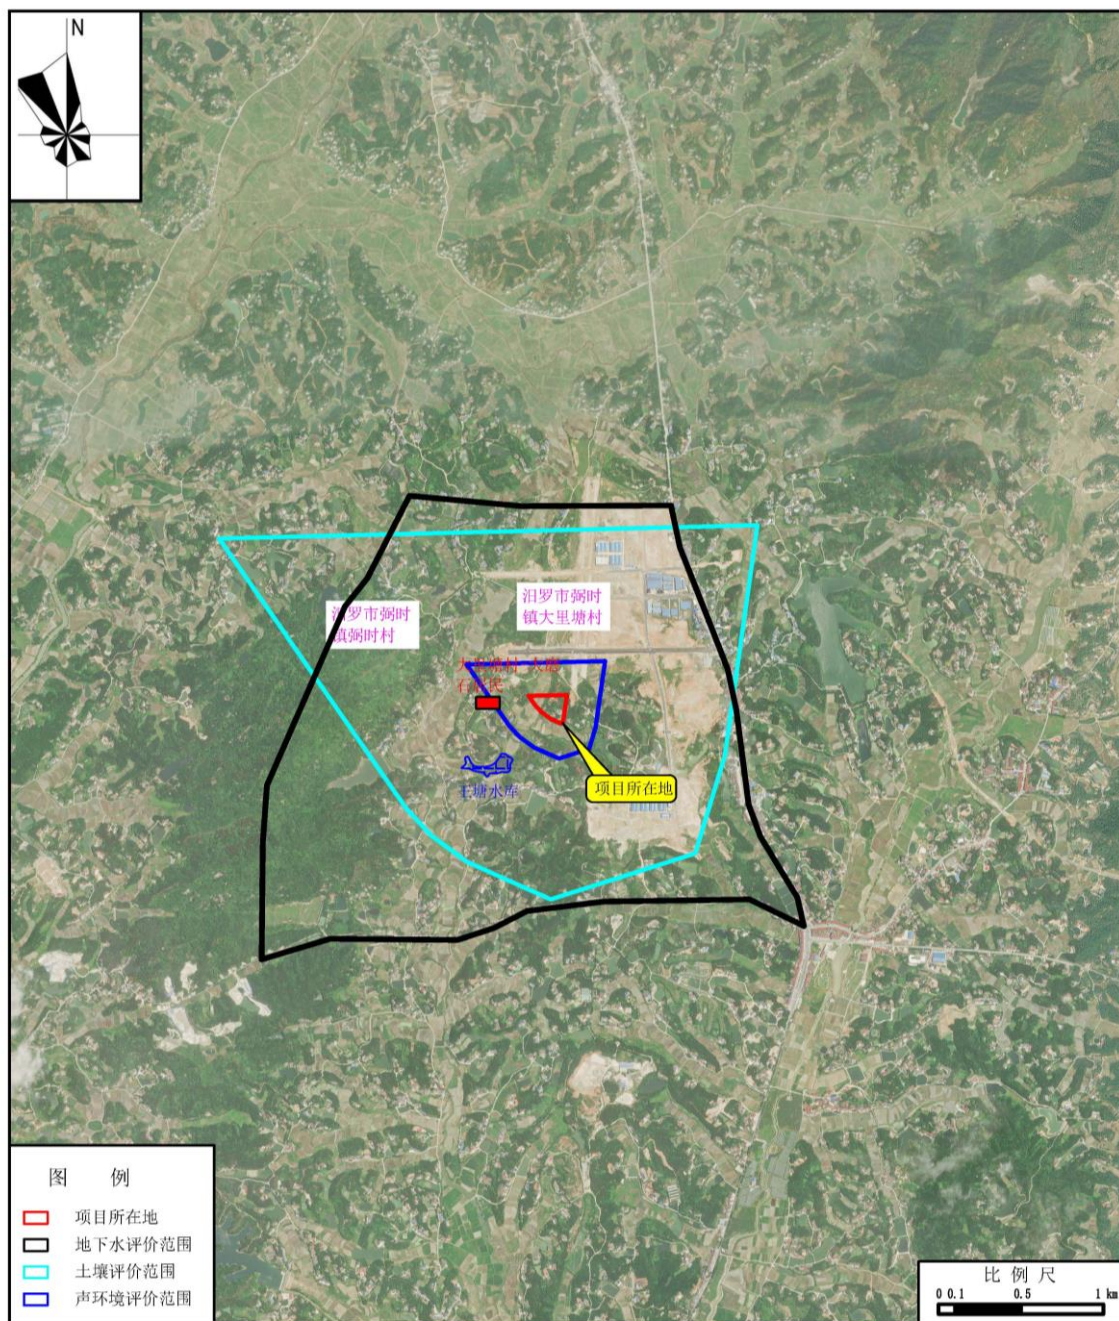 N
汨罗市弼时
镇弼时村
汨罗市弼时
镇大里塘村
石居民
王塘水库
项目所在地
图 例
项目所在地
地下水评价范围
土壤评价范围
声环境评价范围
比 例 尺
0 0.1 0.5 1 km